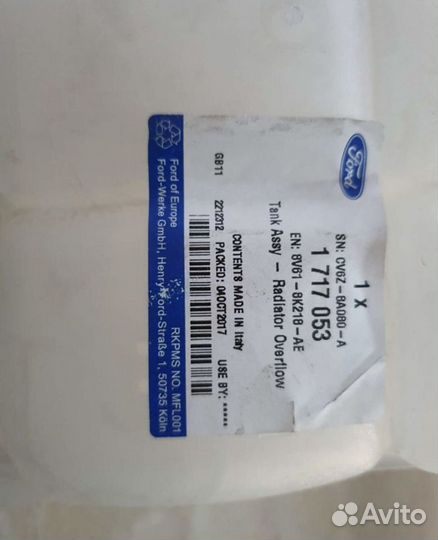 Ford
1 X
SN: CV6Z-8A080-A
1 717 053
EN: 8V61-8K218-AE
Tank Assy - Radiator Overflow
CONTENTS MADE IN Italy
2212312 PACKED: 04OCT2017 USE BY: *****
GB11
Ford of Europe
Ford-Werke GmbH, Henry-Ford-Straße 1, 50735 Köln
RKPMS NO. MFL001
Avito